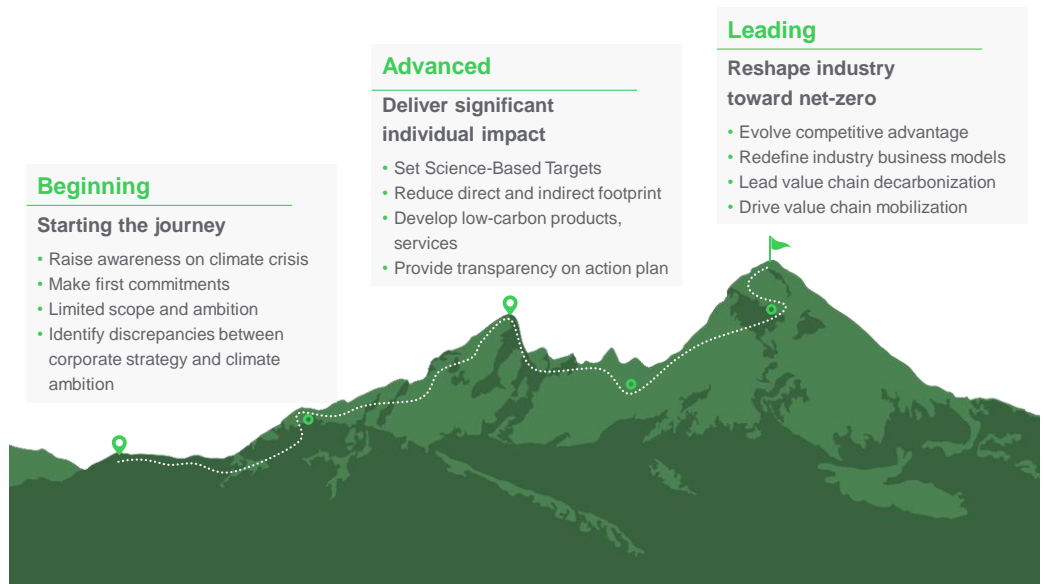 Beginning
Starting the journey
• Raise awareness on climate crisis
• Make first commitments
• Limited scope and ambition
• Identify discrepancies between
corporate strategy and climate
ambition
Advanced
Deliver significant
individual impact
• Set Science-Based Targets
• Reduce direct and indirect footprint
• Develop low-carbon products,
services
• Provide transparency on action plan
Leading
Reshape industry
toward net-zero
• Evolve competitive advantage
• Redefine industry business models
• Lead value chain decarbonization
• Drive value chain mobilization